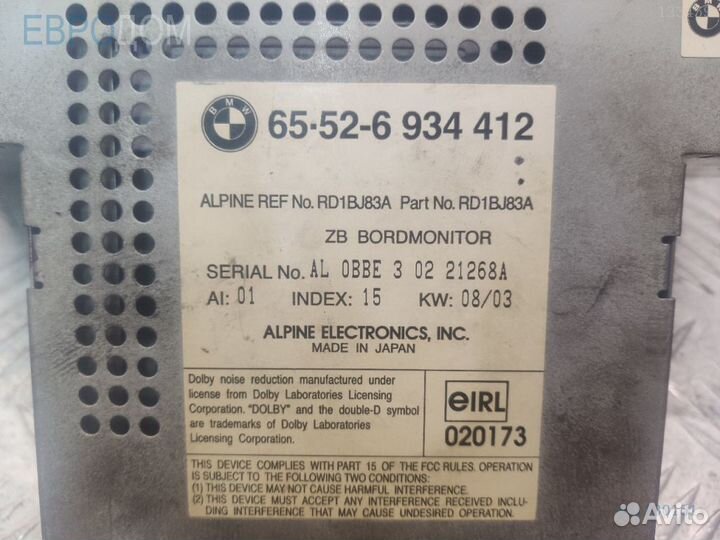 ЕВРОДОМ
BMW
65·52-6 934 412
ALPINE REF No. RD1BJ83A Part No. RD1BJ83A
ZB BORDMONITOR
SERIAL No. AL 0BBE 3 02 21268A
AI: 01 INDEX: 15 KW: 08/03
ALPINE ELECTRONICS, INC.
MADE IN JAPAN
Dolby noise reduction manufactured under
license from Dolby Laboratories Licensing
Corporation. "DOLBY" and the double-D symbol
are trademarks of Dolby Laboratories
Licensing Corporation.
eIRL
020173
THIS DEVICE COMPLIES WITH PART 15 OF THE FCC RULES. OPERATION
IS SUBJECT TO THE FOLLOWING TWO CONDITIONS:
(1) THIS DEVICE MAY NOT CAUSE HARMFUL INTERFERENCE.
(2) THIS DEVICE MUST ACCEPT ANY INTERFERENCE RECEIVED INCLU-
DING INTERFERENCE THAT MAY CAUSE UNDESIRED OPERATION.
Avito